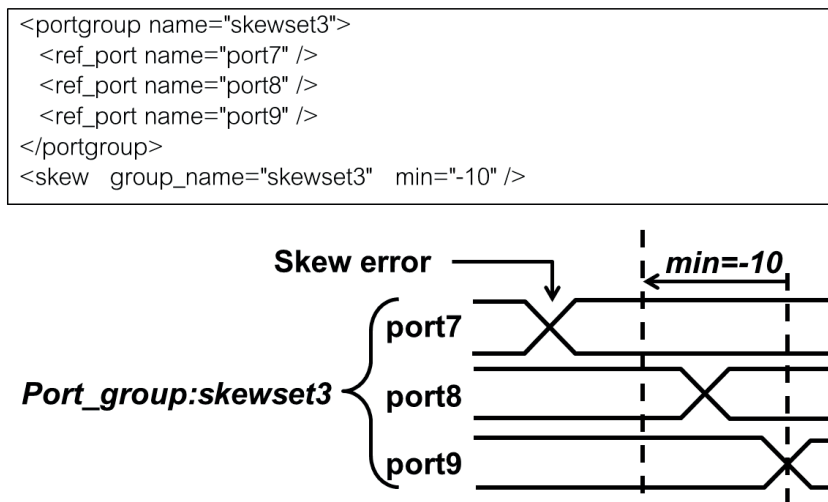 <portgroup name="skewset3">
<ref_port name="port7" />
<ref_port name="port8" />
<ref_port name="port9" />
</portgroup>
<skew   group_name="skewset3"   min="-10" />
Skew error
min=-10
port7
Port_group:skewset3
port8
port9